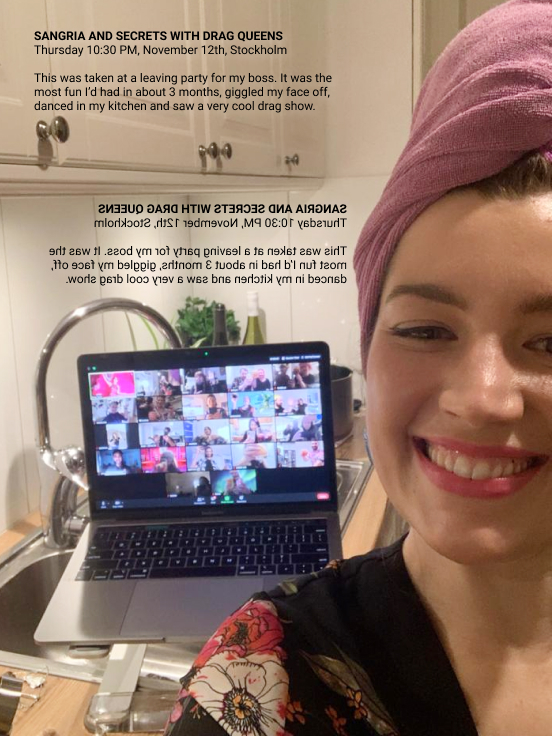 SANGRIA AND SECRETS WITH DRAG QUEENS
Thursday 10:30 PM, November 12th, Stockholm
This was taken at a leaving party for my boss. It was the
most fun I'd had in about 3 months, giggled my face off,
danced in my kitchen and saw a very cool drag show.
SANGRIA AND SECRETS WITH DRAG QUEENS
Thursday 10:30 PM, November 12th, Stockholm
This was taken at a leaving party for my boss. It was the
most fun I'd had in about 3 months, giggled my face off,
danced in my kitchen and saw a very cool drag show.